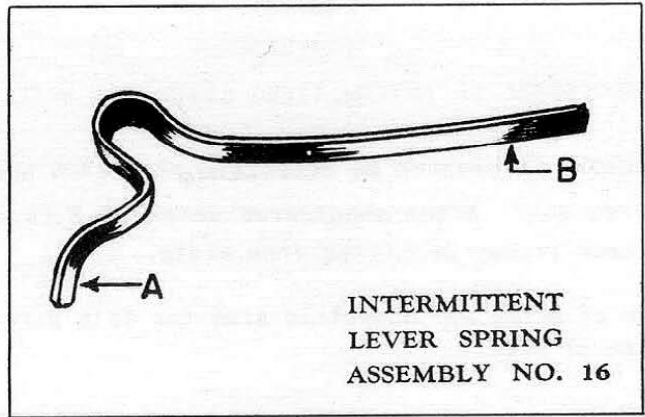 B
A
INTERMITTENT
LEVER SPRING
ASSEMBLY NO. 16